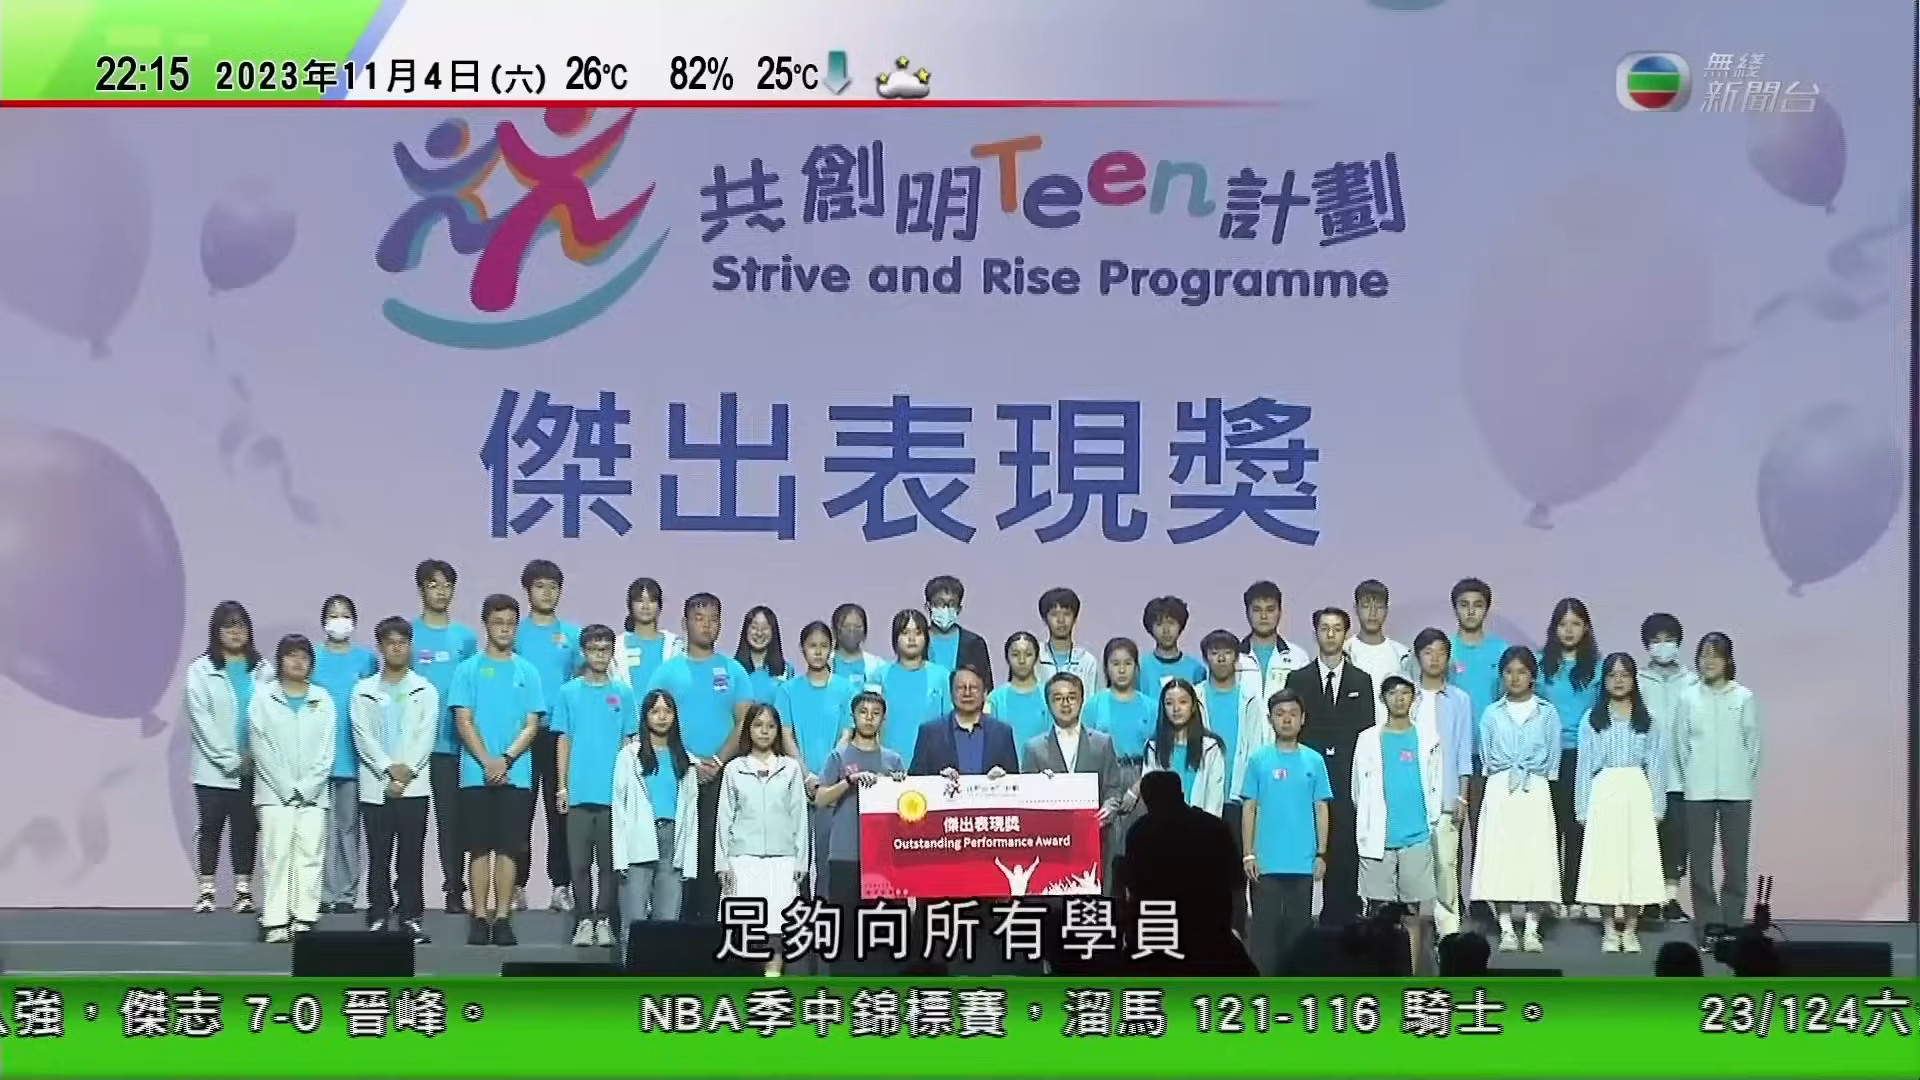 22:15 2023年11月4日(六) 26℃ 82% 25℃
無綫
新聞台
共創明Teen計劃
Strive and Rise Programme
傑出表現獎
傑出表現獎
Outstanding Performance Award
足夠向所有學員
強，傑志 7-0 晉峰。 NBA季中錦標賽，溜馬 121-116 騎士。 23/124六